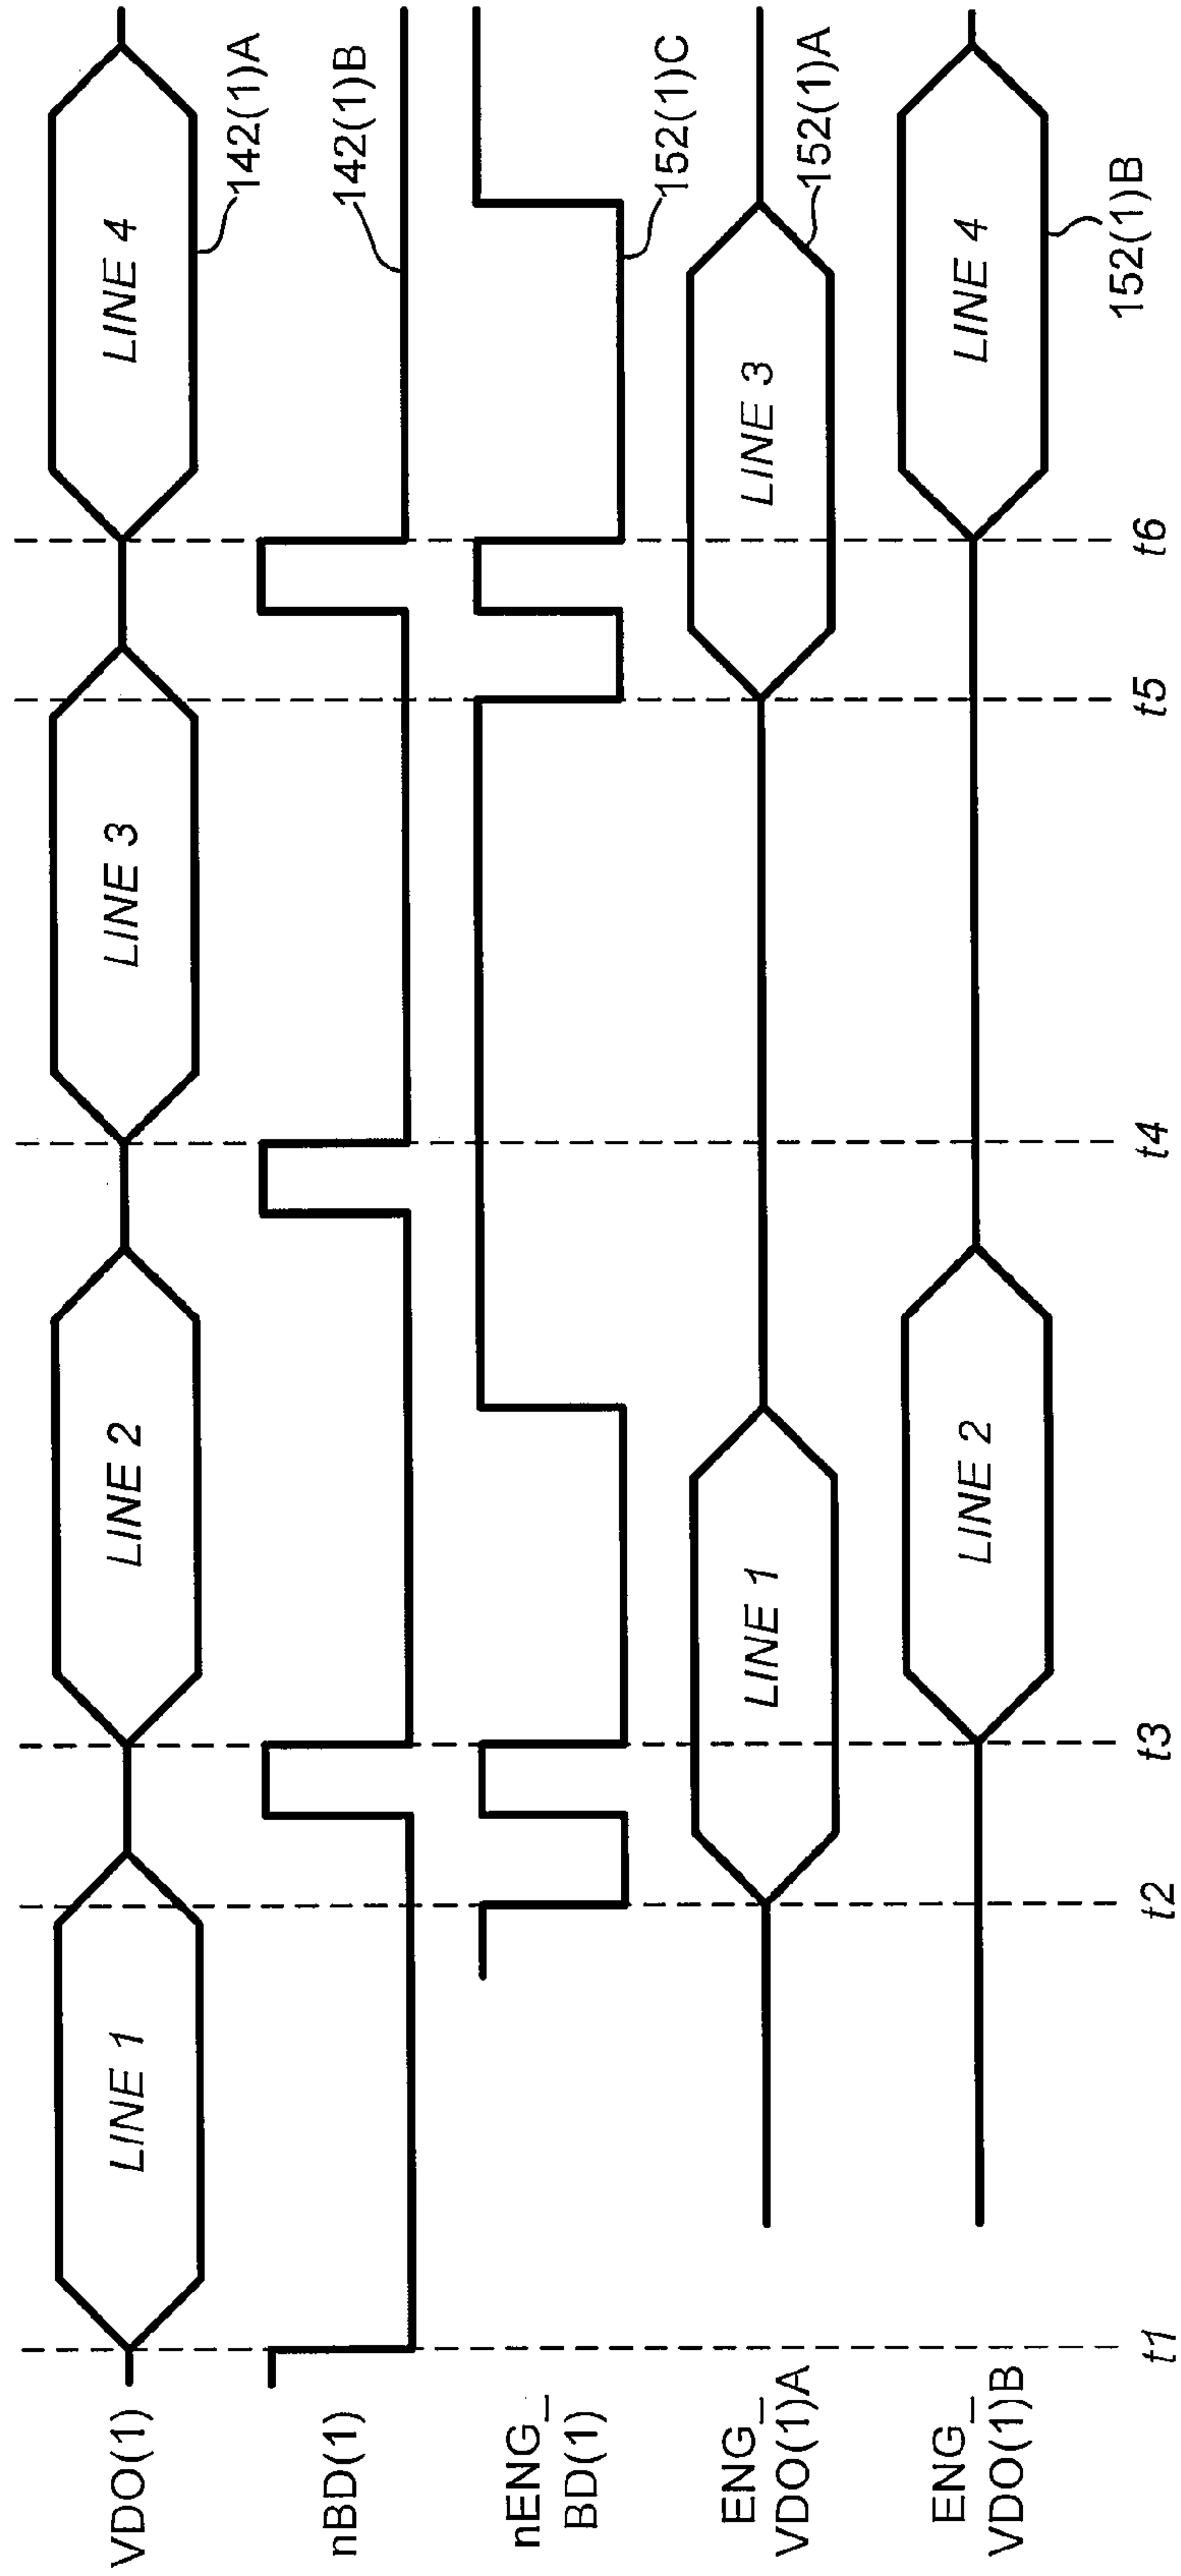 VDO(1)
LINE 1
LINE 2
LINE 3
LINE 4
142(1)A
nBD(1)
142(1)B
nENG_
BD(1)
152(1)C
ENG_
VDO(1)A
LINE 1
LINE 3
152(1)A
ENG_
VDO(1)B
LINE 2
LINE 4
152(1)B
t1
t2
t3
t4
t5
t6